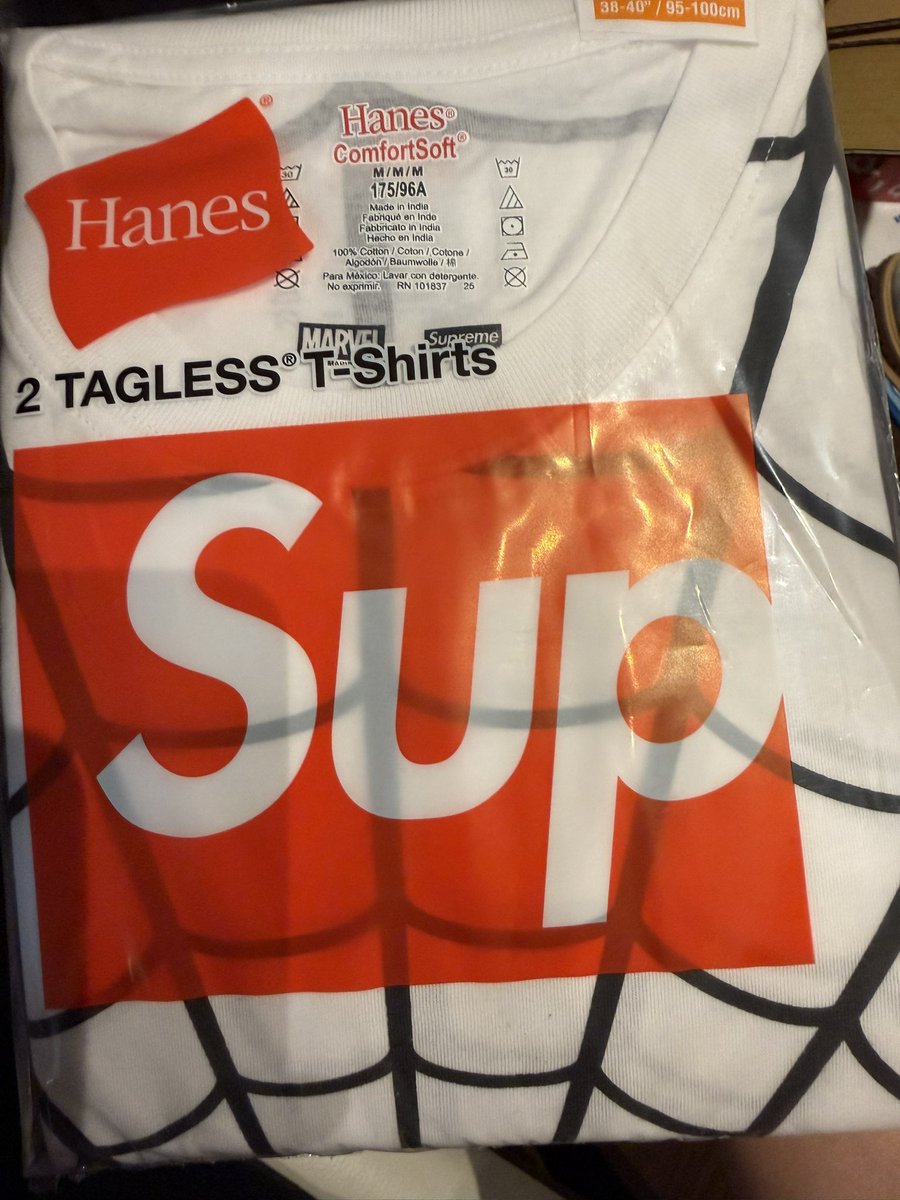 38-40" / 95-100cm
Hanes®
Hanes®
ComfortSoft®
M/M/M
175/96A
Made in India
Fabriqué en Inde
Fabbricato in India
Hecho en India
100% Cotton / Coton / Cotone /
Algodón / Baumwolle / 棉
Para México: Lavar con detergente.
No exprimir. RN 101837 25
30
30
MARVEL
Supreme
2 TAGLESS® T-Shirts
Sup